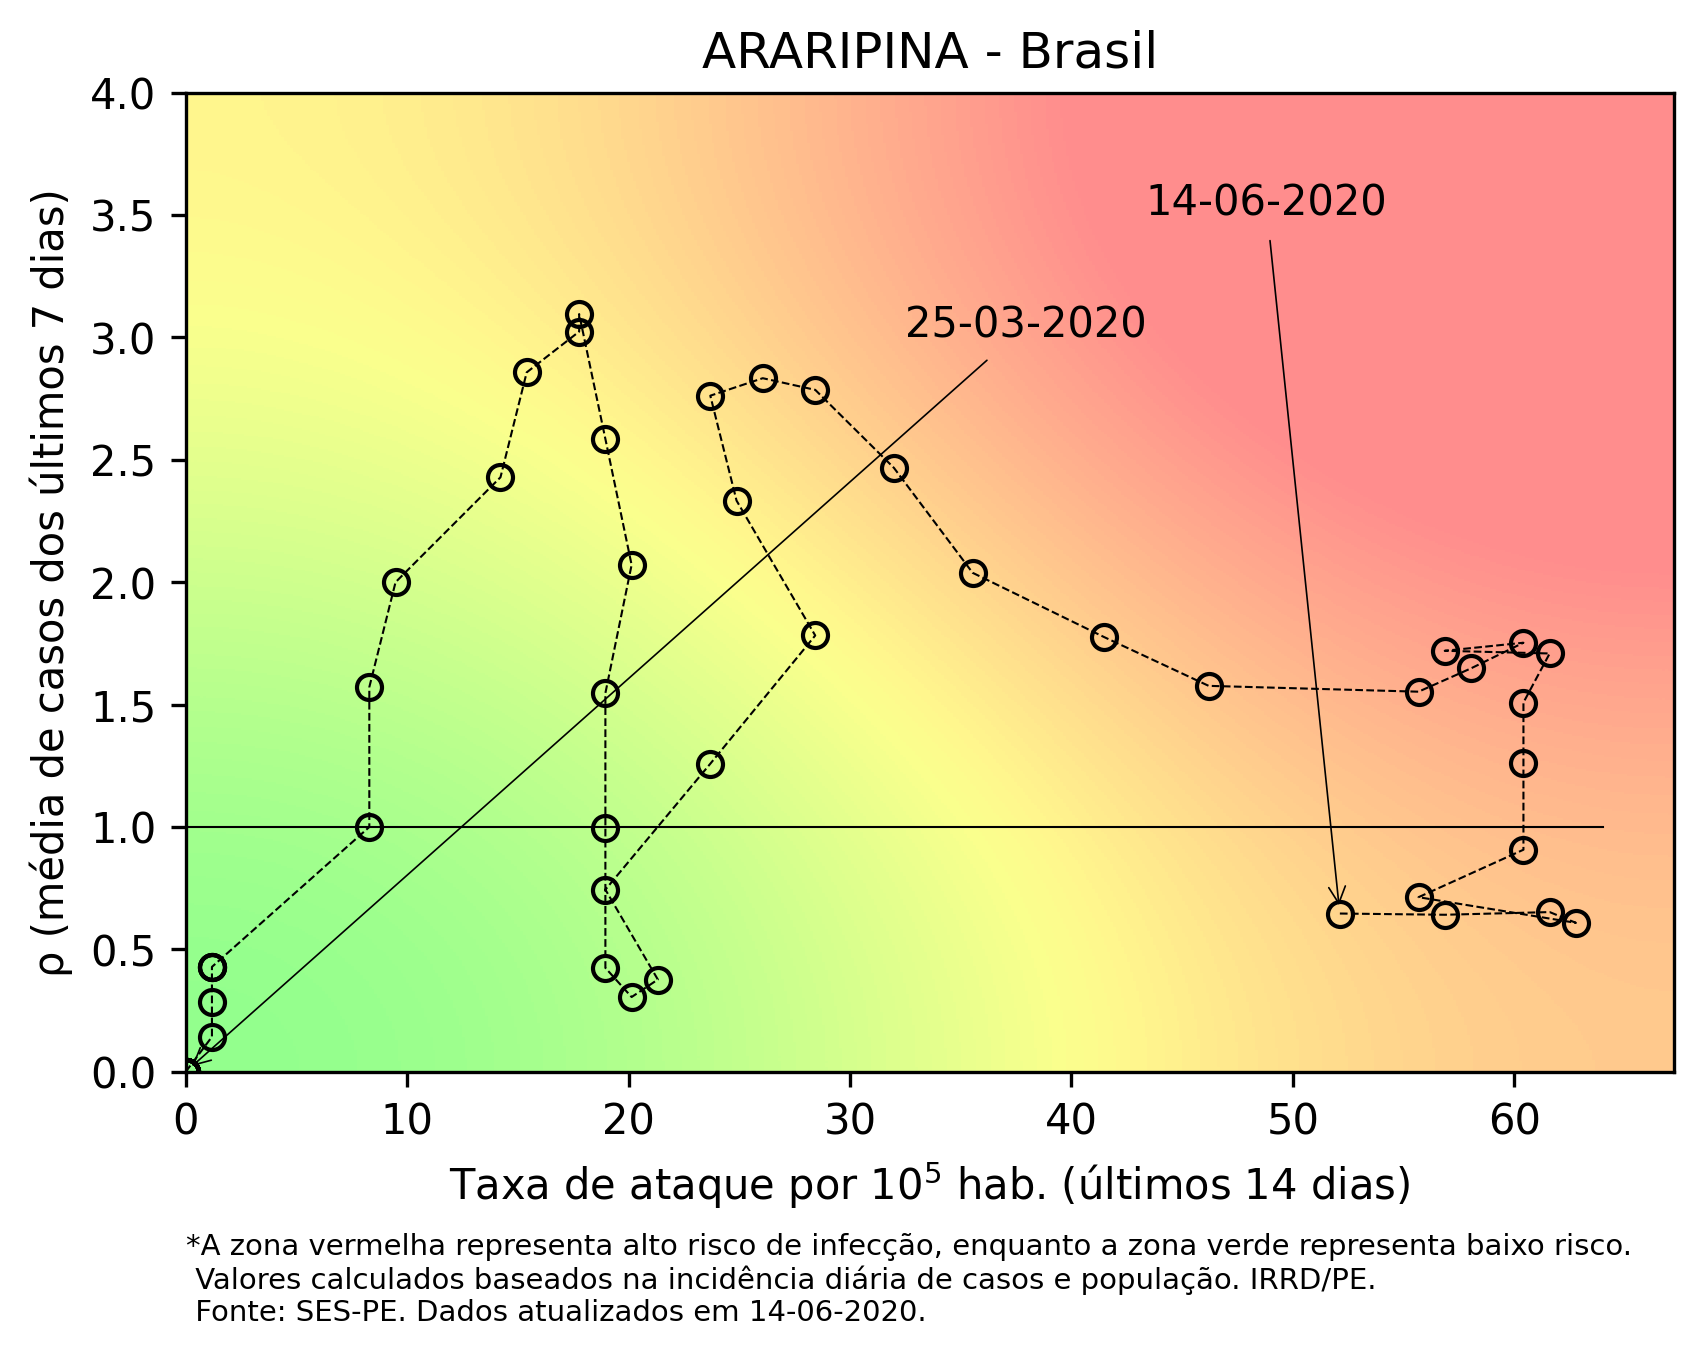 ARARIPINA - Brasil
4.0
3.5
3.0
2.5
2.0
1.5
1.0
0.5
0.0
ρ (média de casos dos últimos 7 dias)
14-06-2020
25-03-2020
0 10 20 30 40 50 60
Taxa de ataque por 10⁵ hab. (últimos 14 dias)
*A zona vermelha representa alto risco de infecção, enquanto a zona verde representa baixo risco.
Valores calculados baseados na incidência diária de casos e população. IRRD/PE.
Fonte: SES-PE. Dados atualizados em 14-06-2020.